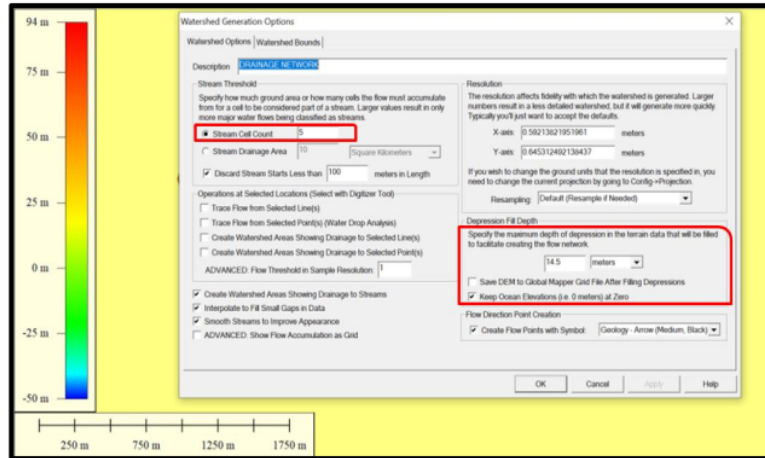 94 m
75 m
50 m
25 m
0 m
-25 m
-50 m
250 m 750 m 1250 m 1750 m
Watershed Generation Options
Watershed Options Watershed Bounds
Description DRAINAGE NETWORK
Stream Threshold
Specify how much ground area or how many cells the flow must accumulate
from for a cell to be considered part of a stream. Larger values result in only
more major water flows being classified as streams.
Stream Cell Count 5
Stream Drainage Area 10 Square Kilometers
Discard Stream Starts Less than 100 meters in Length
Operations at Selected Locations (Select with Digitizer Tool)
Trace Flow from Selected Line(s)
Trace Flow from Selected Point(s) (Water Drop Analysis)
Create Watershed Areas Showing Drainage to Selected Line(s)
Create Watershed Areas Showing Drainage to Selected Point(s)
ADVANCED: Flow Threshold in Sample Resolution: 1
Create Watershed Areas Showing Drainage to Streams
Interpolate to Fill Small Gaps in Data
Smooth Streams to Improve Appearance
ADVANCED: Show Flow Accumulation as Grid
Resolution
The resolution affects fidelity with which the watershed is generated. Larger
numbers result in a less detailed watershed, but it will generate more quickly.
Typically you'll just want to accept the defaults.
X-axis: 0.59213821951961 meters
Y-axis: 0.645312492138437 meters
If you wish to change the ground units that the resolution is specified in, you
need to change the current projection by going to Config->Projection.
Resampling: Default (Resample if Needed)
Depression Fill Depth
Specify the maximum depth of depression in the terrain data that will be filled
to facilitate creating the flow network.
14.5 meters
Save DEM to Global Mapper Grid File After Filling Depressions
Keep Ocean Elevations (i.e. 0 meters) at Zero
Flow Direction Point Creation
Create Flow Points with Symbol: Geology - Arrow (Medium, Black)
OK Cancel Apply Help